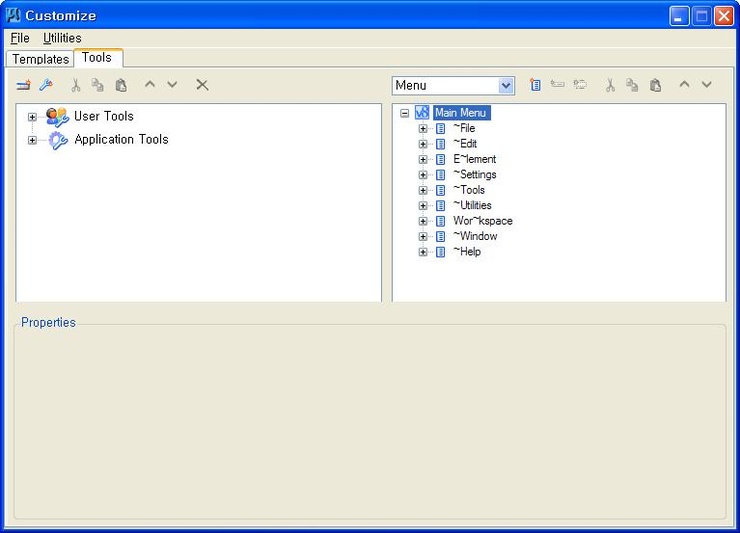 Customize
File Utilities
Templates Tools
Menu
User Tools
Application Tools
Main Menu
~File
~Edit
E~lement
~Settings
~Tools
~Utilities
Wor~kspace
~Window
~Help
Properties